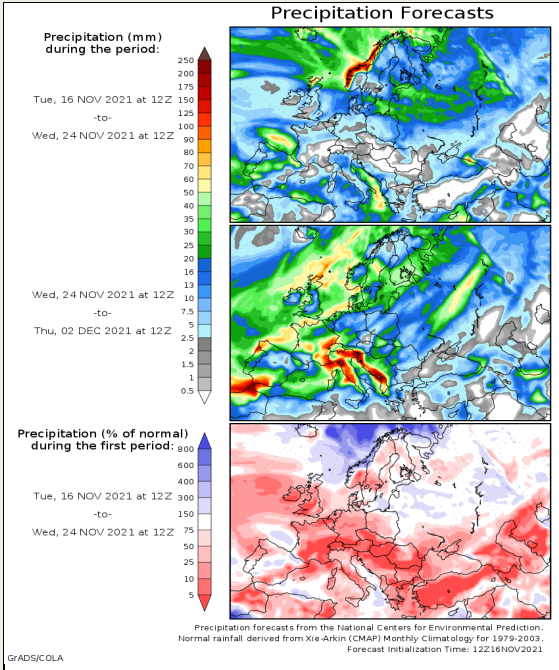 Precipitation Forecasts
Precipitation (mm)
during the period:
Tue, 16 NOV 2021 at 12Z
-to-
Wed, 24 NOV 2021 at 12Z
250
200
175
150
125
100
90
80
70
60
50
40
35
30
25
20
16
13
10
7.5
5
2.5
2
1.5
1
0.5
Wed, 24 NOV 2021 at 12Z
-to-
Thu, 02 DEC 2021 at 12Z
Precipitation (% of normal)
during the first period:
Tue, 16 NOV 2021 at 12Z
-to-
Wed, 24 NOV 2021 at 12Z
800
600
400
300
150
75
50
25
10
5
Precipitation forecasts from the National Centers for Environmental Prediction.
Normal rainfall derived from Xie-Arkin (CMAP) Monthly Climatology for 1979-2003.
Forecast Initialization Time: 12Z16NOV2021
GrADS/COLA